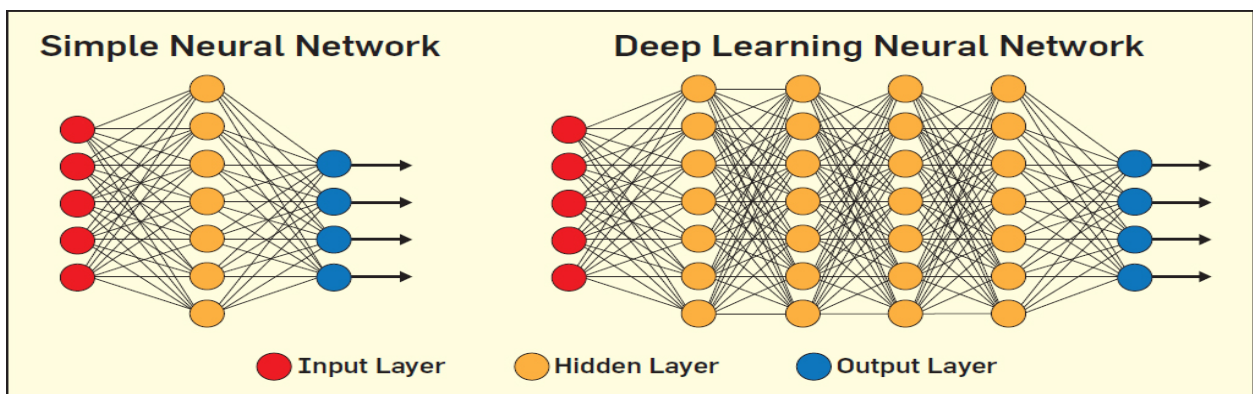 Simple Neural Network
Deep Learning Neural Network
Input Layer
Hidden Layer
Output Layer